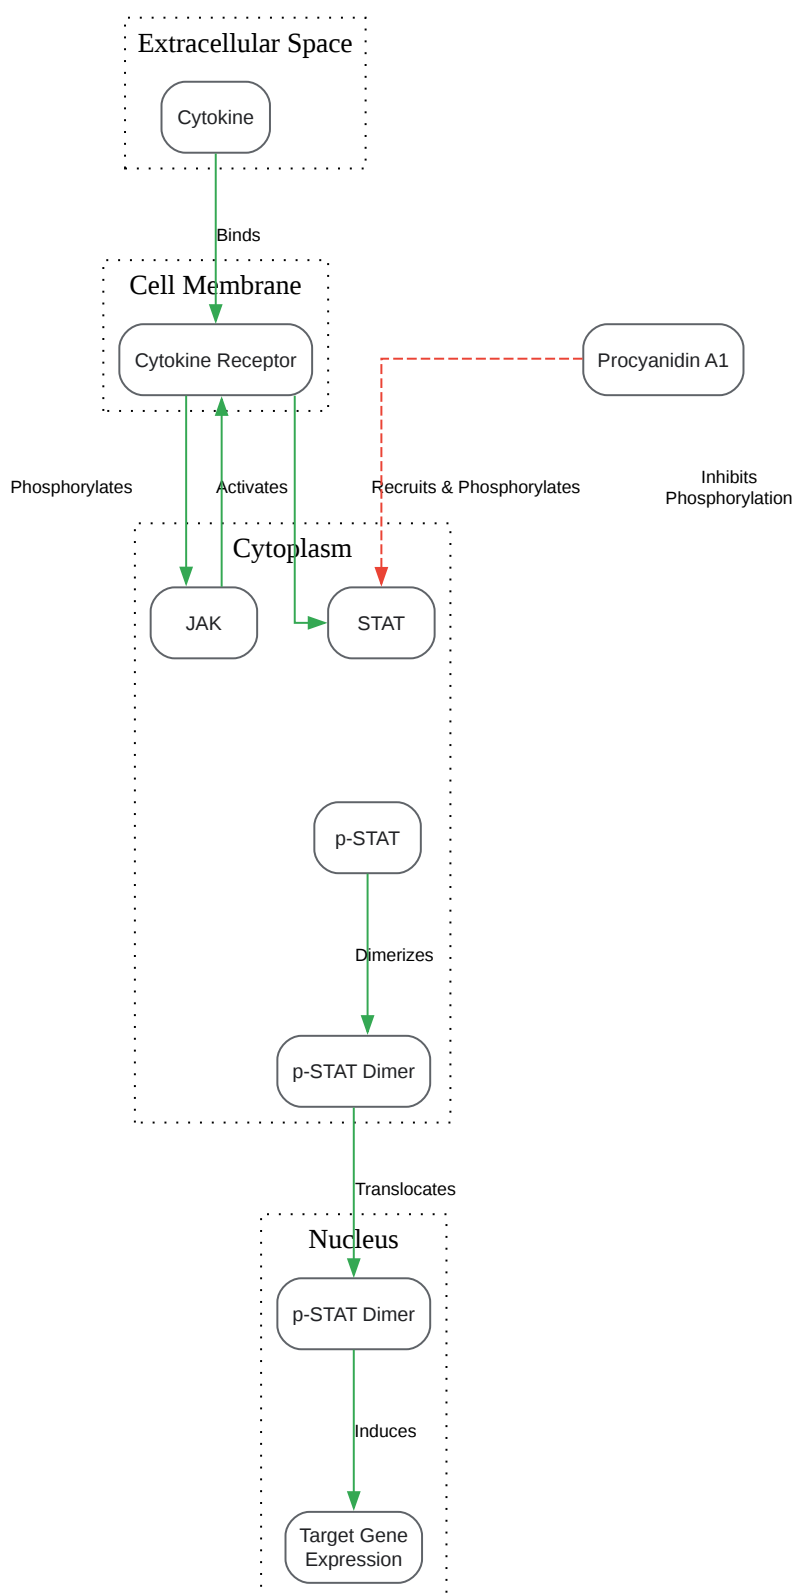 Extracellular Space
Cytokine
Binds
Cell Membrane
Cytokine Receptor
Procyanidin A1
Phosphorylates
Activates
Recruits & Phosphorylates
Inhibits
Phosphorylation
Cytoplasm
JAK
STAT
p-STAT
Dimerizes
p-STAT Dimer
Translocates
Nucleus
p-STAT Dimer
Induces
Target Gene
Expression